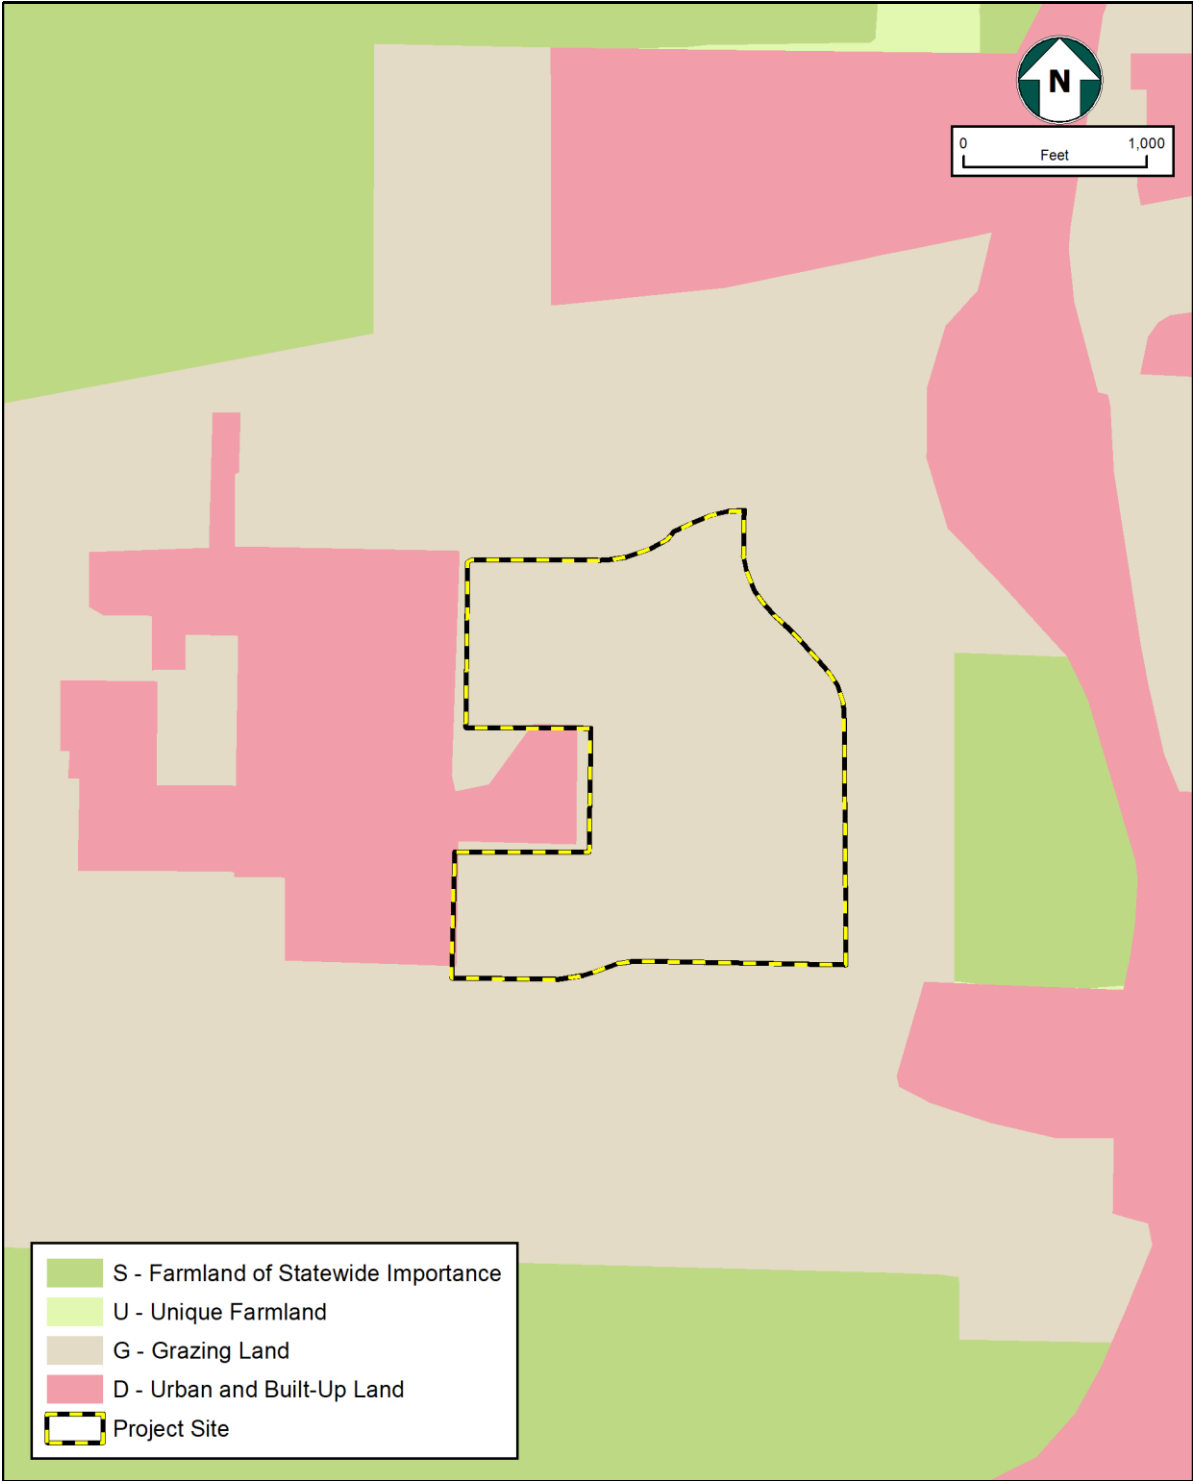 N
0 1,000
Feet
S - Farmland of Statewide Importance
U - Unique Farmland
G - Grazing Land
D - Urban and Built-Up Land
Project Site